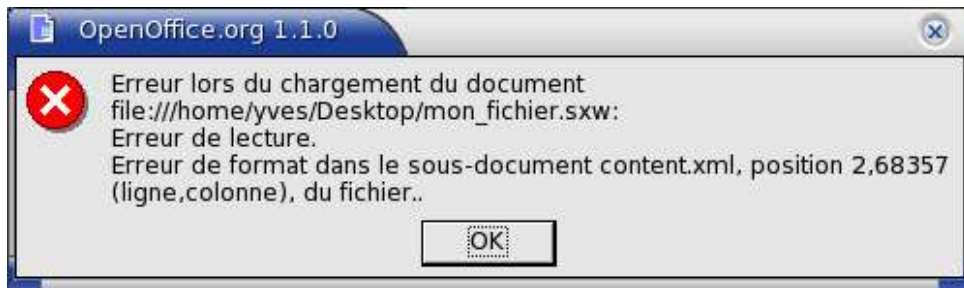 OpenOffice.org 1.1.0
Erreur lors du chargement du document
file:///home/yves/Desktop/mon_fichier.sxw:
Erreur de lecture.
Erreur de format dans le sous-document content.xml, position 2,68357
(ligne,colonne), du fichier..
OK